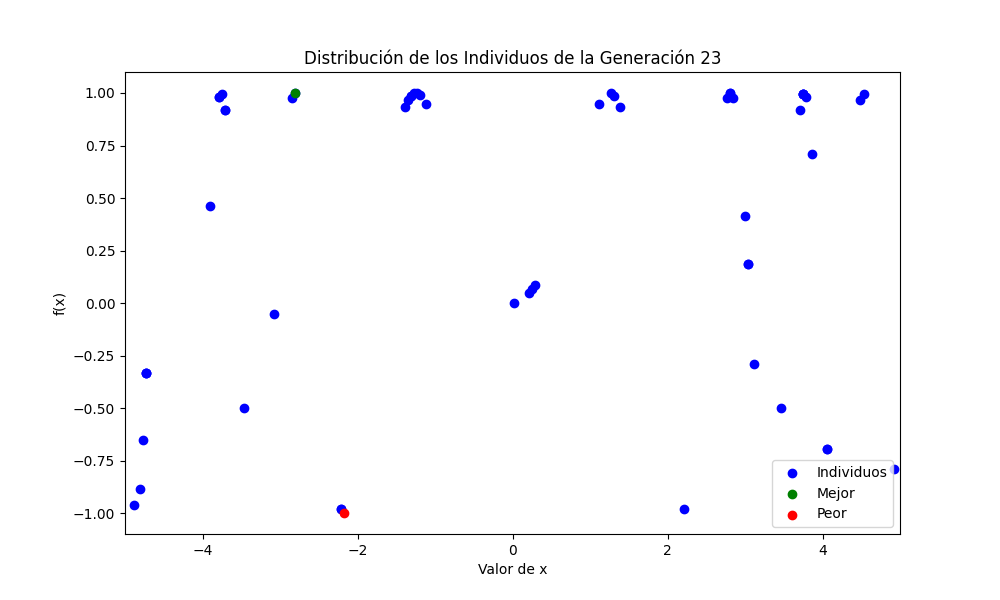 Distribución de los Individuos de la Generación 23
1.00
0.75
0.50
0.25
0.00
−0.25
−0.50
−0.75
−1.00
f(x)
Individuos
Mejor
Peor
−4
−2
0
2
4
Valor de x